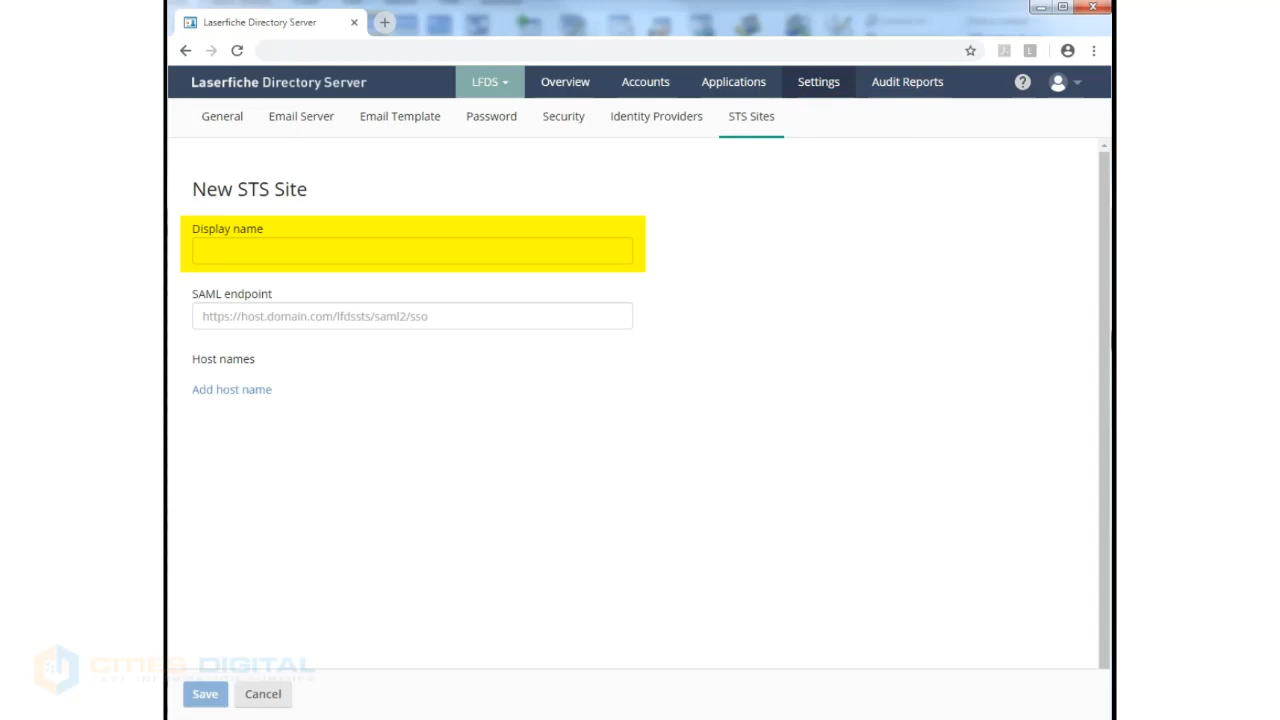 Laserfiche Directory Server
Laserfiche Directory Server
LFDS
Overview
Accounts
Applications
Settings
Audit Reports
General
Email Server
Email Template
Password
Security
Identity Providers
STS Sites
New STS Site
Display name
SAML endpoint
https://host.domain.com/lfdssts/saml2/sso
Host names
Add host name
CITIES DIGITAL
Save
Cancel